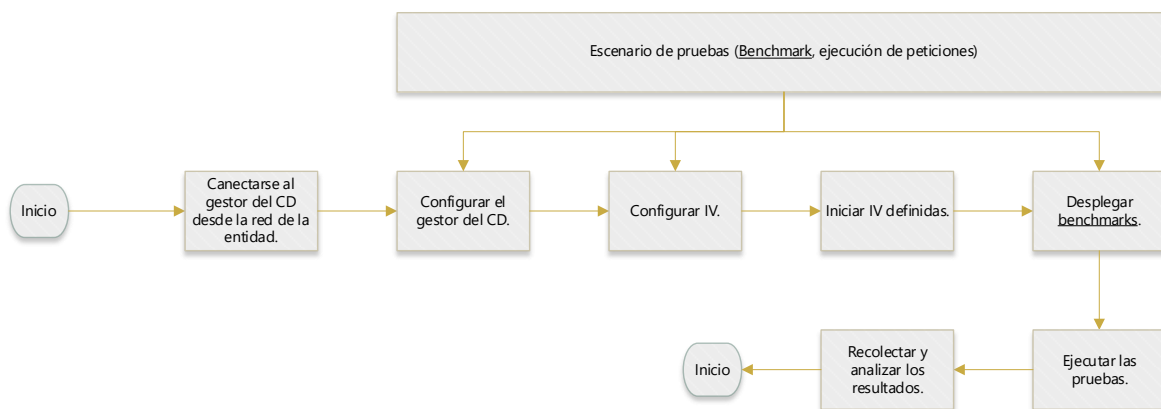 Escenario de pruebas (Benchmark, ejecución de peticiones)
Inicio
Canectarse al
gestor del CD
desde la red de la
entidad.
Configurar el
gestor del CD.
Configurar IV.
Iniciar IV definidas.
Desplegar
benchmarks.
Ejecutar las
pruebas.
Recolectar y
analizar los
resultados.
Inicio